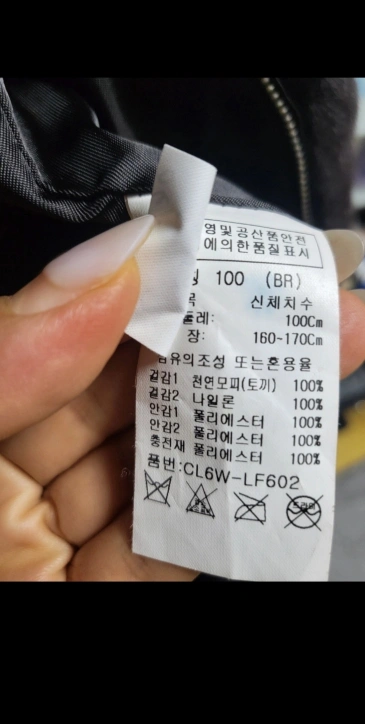 영및공산품안전
에의한품질표시
100 (BR)
신체치수
레: 100Cm
장: 160~170Cm
섬유의조성 또는혼용율
겉감1 천연모피(토끼) 100%
겉감2 나일론 100%
안감1 폴리에스터 100%
안감2 폴리에스터 100%
충전재 폴리에스터 100%
품번:CL6W-LF602